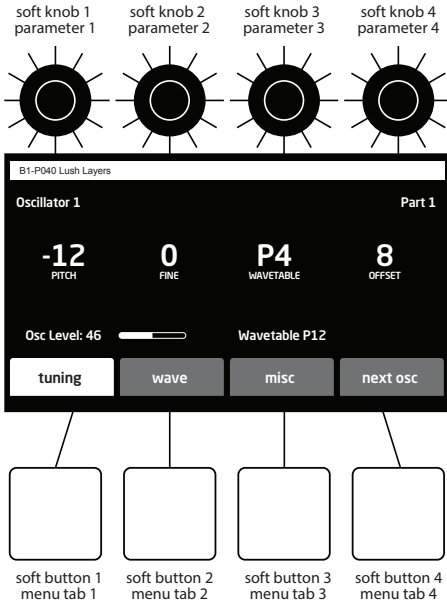 soft knob 1 soft knob 2 soft knob 3 soft knob 4
parameter 1 parameter 2 parameter 3 parameter 4
B1-P040 Lush Layers
Oscillator 1 Part 1
-12 0 P4 8
PITCH FINE WAVETABLE OFFSET
Osc Level: 46 Wavetable P12
tuning wave misc next osc
soft button 1 soft button 2 soft button 3 soft button 4
menu tab 1 menu tab 2 menu tab 3 menu tab 4